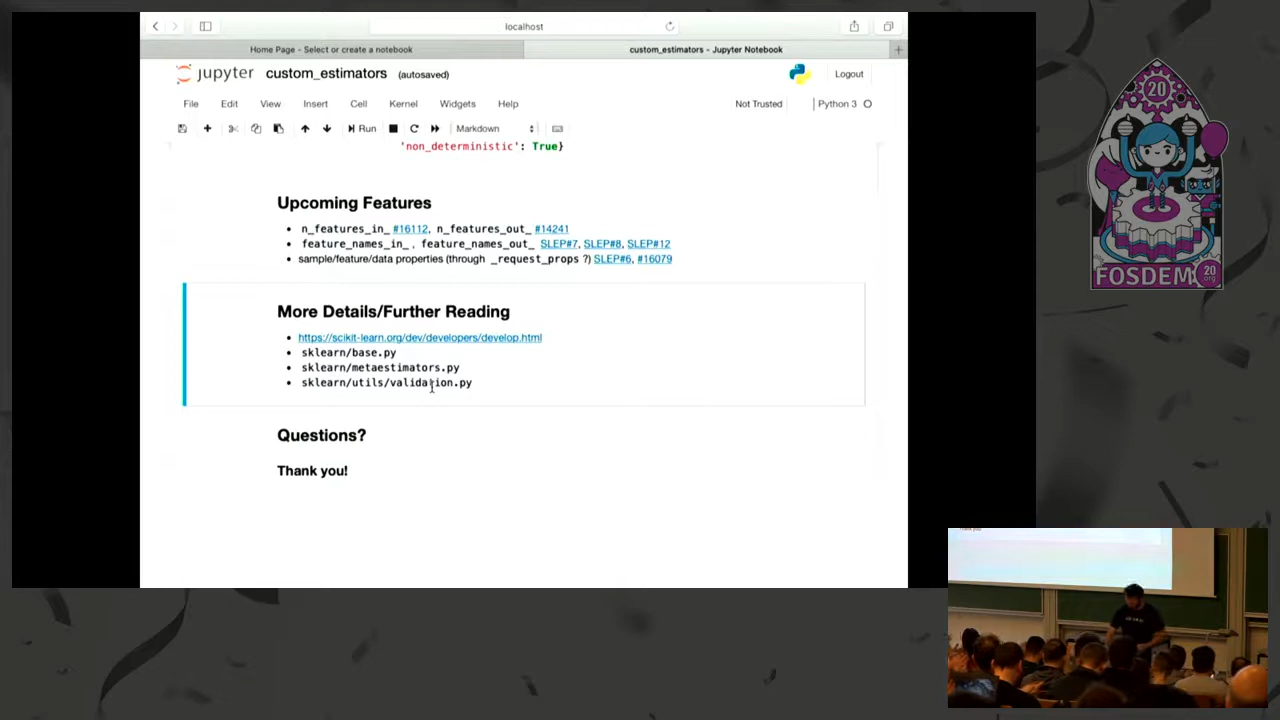 localhost
Home Page - Select or create a notebook
custom_estimators - Jupyter Notebook
jupyter custom_estimators (autosaved)
Logout
File Edit View Insert Cell Kernel Widgets Help
Not Trusted
Python 3
Run
Markdown
'non_deterministic': True}
Upcoming Features
n_features_in_ #16112, n_features_out_ #14241
feature_names_in_, feature_names_out_ SLEP#7, SLEP#8, SLEP#12
sample/feature/data properties (through _request_props ?) SLEP#6, #16079
More Details/Further Reading
https://scikit-learn.org/dev/developers/develop.html
sklearn/base.py
sklearn/metaestimators.py
sklearn/utils/validation.py
Questions?
Thank you!
20
FOSDEM
20
.org
Thank you!